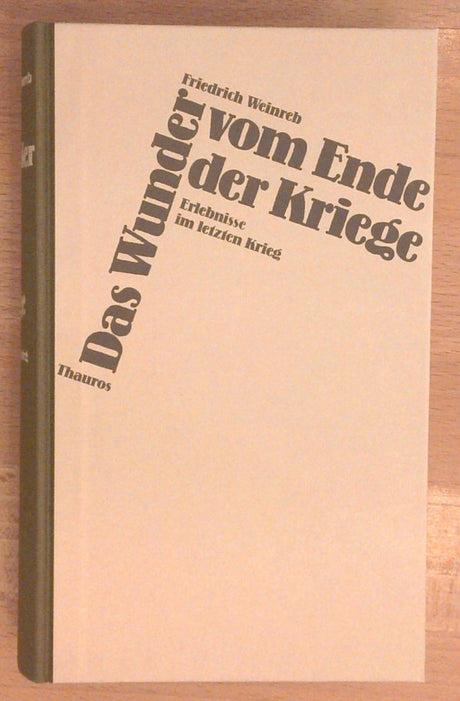 Friedrich Weinreb
Das Wunder
vom Ende
der Kriege
Erlebnisse
im letzten Krieg
Thauros